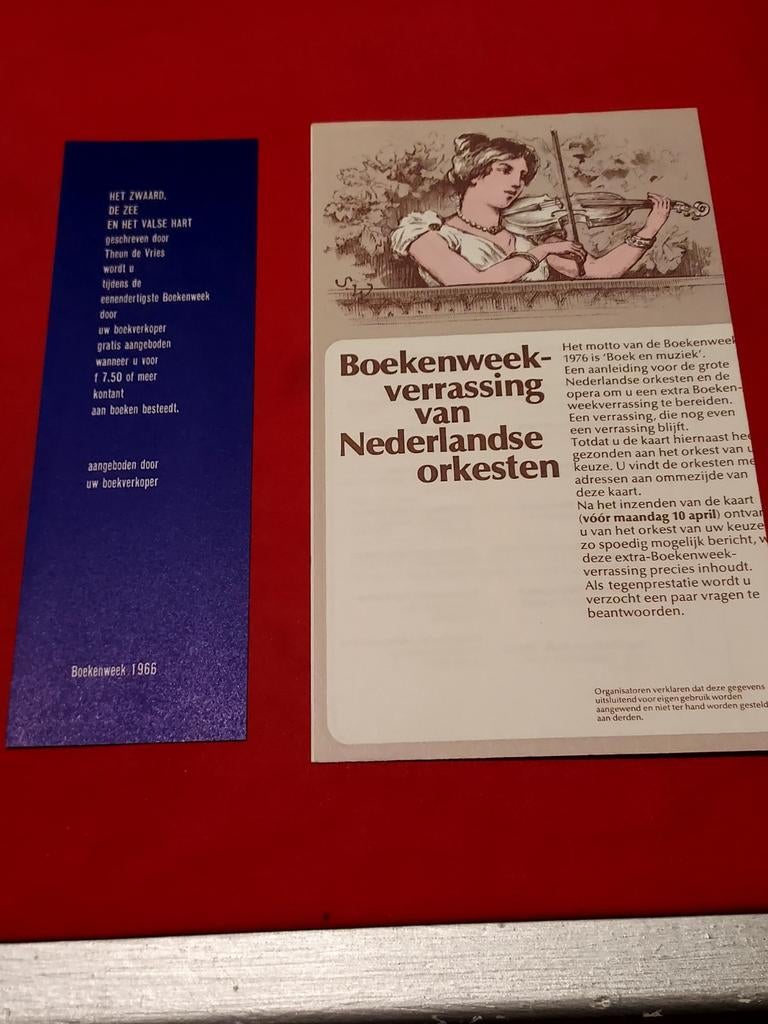 HET ZWAARD,
DE ZEE
EN HET VALSE HART
geschreven door
Theun de Vries
wordt u
tijdens de
eenendertigste Boekenweek
door
uw boekverkoper
gratis aangeboden
wanneer u voor
f 7.50 of meer
kontant
aan boeken besteedt.
aangeboden door
uw boekverkoper
Boekenweek 1966
S.W.
Boekenweek-
verrassing
van
Nederlandse
orkesten
Het motto van de Boekenweek
1976 is ‘Boek en muziek’.
Een aanleiding voor de grote
Nederlandse orkesten en de
opera om u een extra Boeken-
weekverrassing te bereiden.
Een verrassing, die nog even
een verrassing blijft.
Totdat u de kaart hiernaast hee
gezonden aan het orkest van u
keuze. U vindt de orkesten me
adressen aan ommezijde van
deze kaart.
Na het inzenden van de kaart
(vóór maandag 10 april) ontvan
u van het orkest van uw keuze
zo spoedig mogelijk bericht, w
deze extra-Boekenweek-
verrassing precies inhoudt.
Als tegenprestatie wordt u
verzocht een paar vragen te
beantwoorden.
Organisatoren verklaren dat deze gegevens
uitsluitend voor eigen gebruik worden
aangewend en niet ter hand worden gesteld
aan derden.